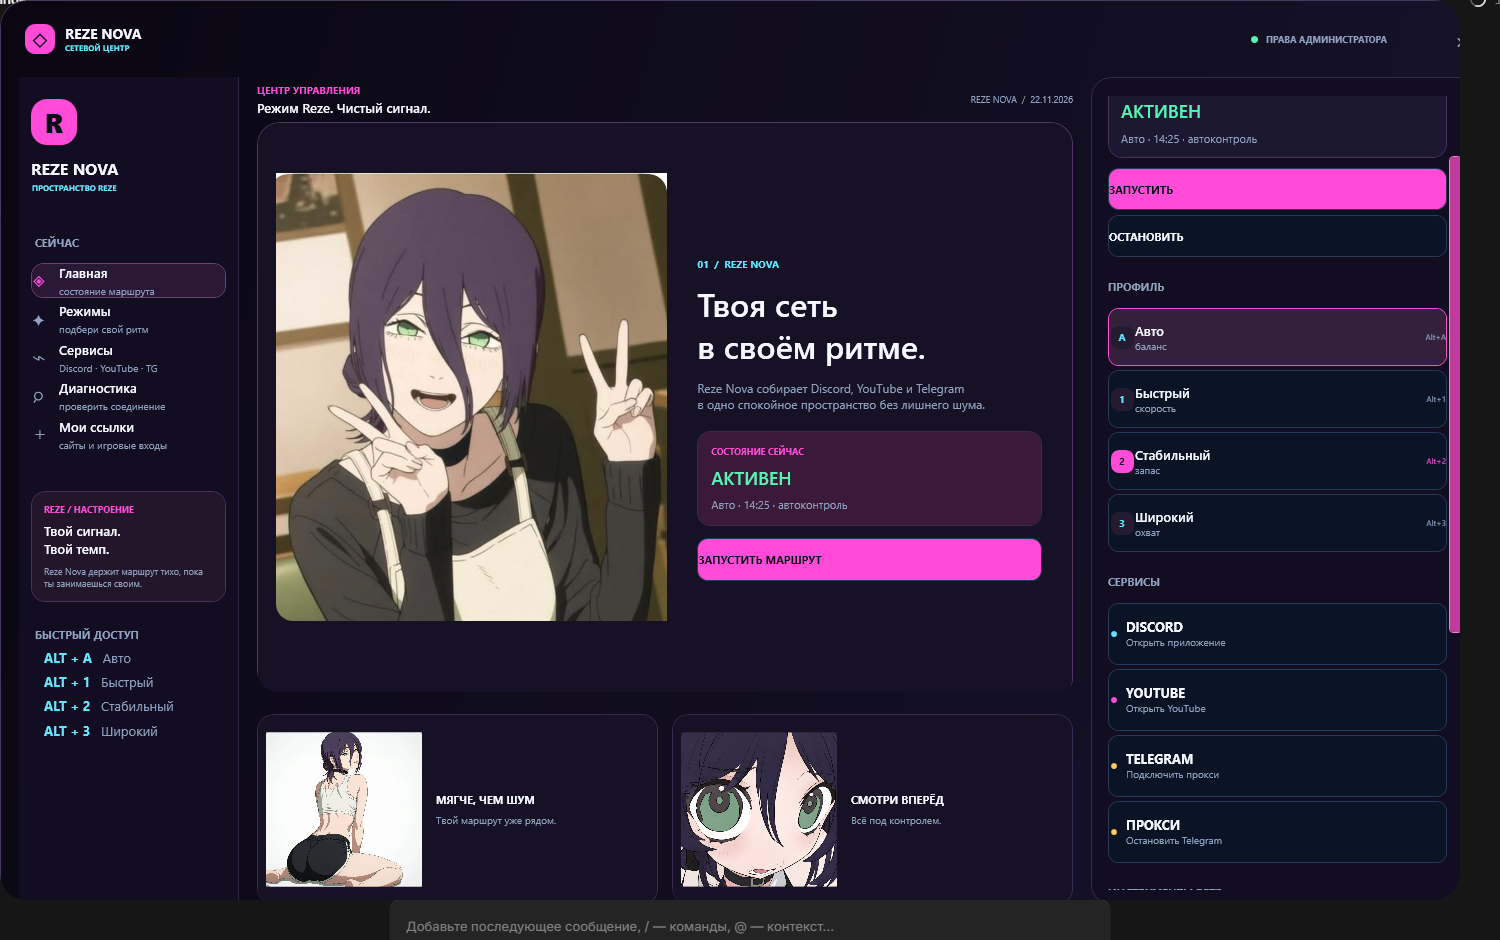 REZE NOVA
СЕТЕВОЙ ЦЕНТР
ПРАВА АДМИНИСТРАТОРА
R
REZE NOVA
ПРОСТРАНСТВО REZE
СЕЙЧАС
Главная
состояние маршрута
Режимы
подбери свой ритм
Сервисы
Discord · YouTube · TG
Диагностика
проверить соединение
Мои ссылки
сайты и игровые входы
REZE / НАСТРОЕНИЕ
Твой сигнал.
Твой темп.
Reze Nova держит маршрут тихо, пока
ты занимаешься своим.
БЫСТРЫЙ ДОСТУП
ALT + A Авто
ALT + 1 Быстрый
ALT + 2 Стабильный
ALT + 3 Широкий
ЦЕНТР УПРАВЛЕНИЯ
Режим Reze. Чистый сигнал.
REZE NOVA / 22.11.2026
01 / REZE NOVA
Твоя сеть
в своём ритме.
Reze Nova собирает Discord, YouTube и Telegram
в одно спокойное пространство без лишнего шума.
СОСТОЯНИЕ СЕЙЧАС
АКТИВЕН
Авто · 14:25 · автоконтроль
ЗАПУСТИТЬ МАРШРУТ
МЯГЧЕ, ЧЕМ ШУМ
Твой маршрут уже рядом.
СМОТРИ ВПЕРЁД
Всё под контролем.
АКТИВЕН
Авто · 14:25 · автоконтроль
ЗАПУСТИТЬ
ОСТАНОВИТЬ
ПРОФИЛЬ
A Авто Alt+A
баланс
1 Быстрый Alt+1
скорость
2 Стабильный Alt+2
запас
3 Широкий Alt+3
охват
СЕРВИСЫ
DISCORD
Открыть приложение
YOUTUBE
Открыть YouTube
TELEGRAM
Подключить прокси
ПРОКСИ
Остановить Telegram
Добавьте последующее сообщение, / — команды, @ — контекст...